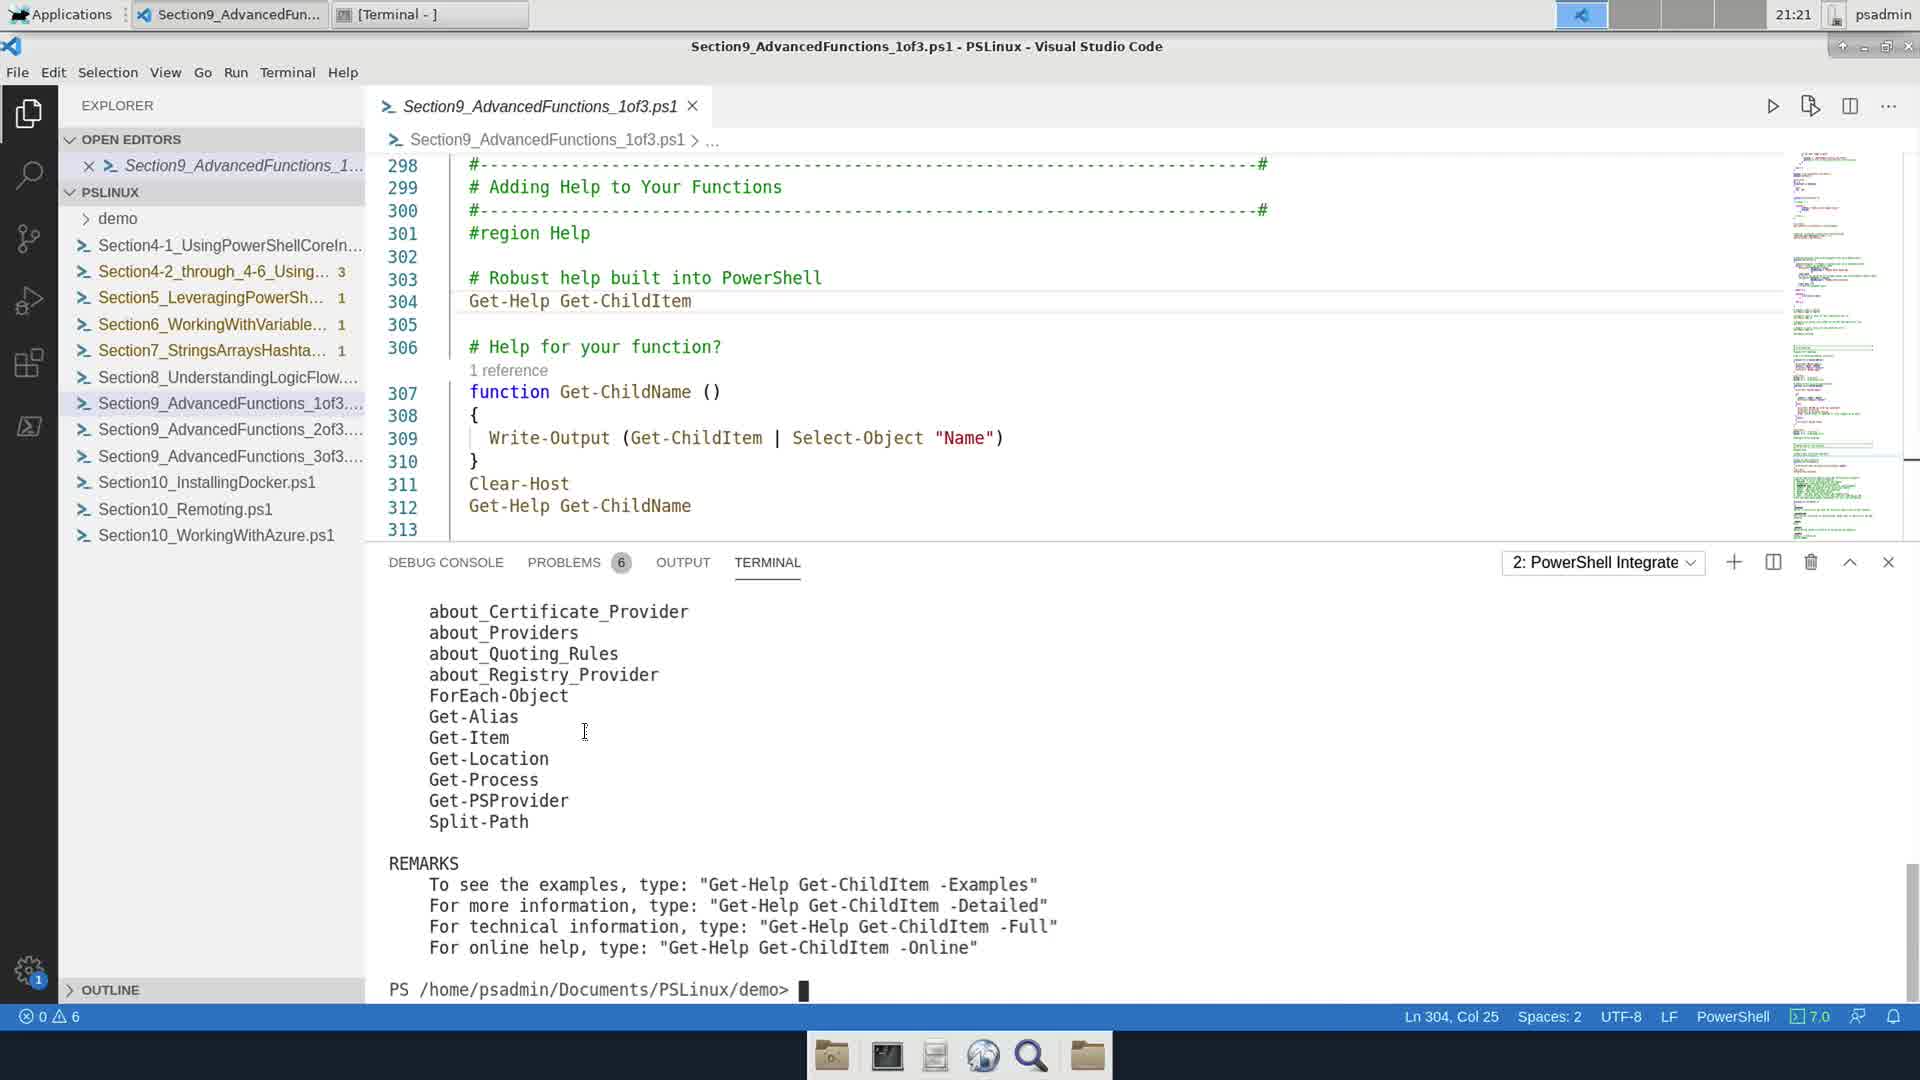 Applications
Section9_AdvancedFun...
[Terminal - ]
21:21
psadmin
Section9_AdvancedFunctions_1of3.ps1 - PSLinux - Visual Studio Code
File Edit Selection View Go Run Terminal Help
EXPLORER
OPEN EDITORS
Section9_AdvancedFunctions_1...
PSLINUX
demo
Section4-1_UsingPowerShellCoreIn...
Section4-2_through_4-6_Using... 3
Section5_LeveragingPowerSh... 1
Section6_WorkingWithVariable... 1
Section7_StringsArraysHashta... 1
Section8_UnderstandingLogicFlow....
Section9_AdvancedFunctions_1of3....
Section9_AdvancedFunctions_2of3....
Section9_AdvancedFunctions_3of3....
Section10_InstallingDocker.ps1
Section10_Remoting.ps1
Section10_WorkingWithAzure.ps1
OUTLINE
1
Section9_AdvancedFunctions_1of3.ps1
Section9_AdvancedFunctions_1of3.ps1 > ...
298 #-----------------------------------------------------------------------------#
299 # Adding Help to Your Functions
300 #-----------------------------------------------------------------------------#
301 #region Help
302
303 # Robust help built into PowerShell
304 Get-Help Get-ChildItem
305
306 # Help for your function?
1 reference
307 function Get-ChildName ()
308 {
309 Write-Output (Get-ChildItem | Select-Object "Name")
310 }
311 Clear-Host
312 Get-Help Get-ChildName
313
DEBUG CONSOLE PROBLEMS 6 OUTPUT TERMINAL
2: PowerShell Integrate
about_Certificate_Provider
about_Providers
about_Quoting_Rules
about_Registry_Provider
ForEach-Object
Get-Alias
Get-Item
Get-Location
Get-Process
Get-PSProvider
Split-Path
REMARKS
To see the examples, type: "Get-Help Get-ChildItem -Examples"
For more information, type: "Get-Help Get-ChildItem -Detailed"
For technical information, type: "Get-Help Get-ChildItem -Full"
For online help, type: "Get-Help Get-ChildItem -Online"
PS /home/psadmin/Documents/PSLinux/demo>
0 6
Ln 304, Col 25 Spaces: 2 UTF-8 LF PowerShell 7.0